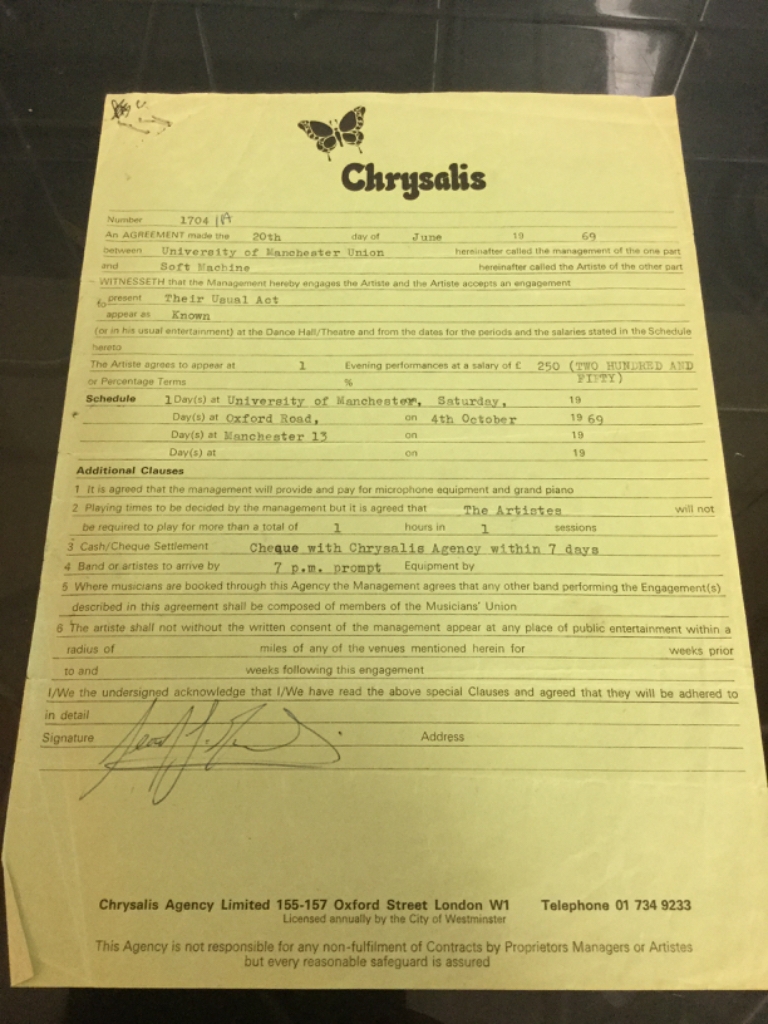 Chrysalis
Number 1704
An AGREEMENT made the 20th day of June 19 69
between University of Manchester Union hereinafter called the management of the one part
and Soft Machine hereinafter called the Artiste of the other part
WITNESSETH that the Management hereby engages the Artiste and the Artiste accepts an engagement
to present Their Usual Act
appear as Known
(or in his usual entertainment) at the Dance Hall/Theatre and from the dates for the periods and the salaries stated in the Schedule
hereto
The Artiste agrees to appear at 1 Evening performances at a salary of £ 250 (TWO HUNDRED AND
or Percentage Terms % FIFTY)
Schedule 1 Day(s) at University of Manchester, Saturday, 19
Day(s) at Oxford Road, on 4th October 19 69
Day(s) at Manchester 13 on 19
Day(s) at on 19
Additional Clauses
1 It is agreed that the management will provide and pay for microphone equipment and grand piano
2 Playing times to be decided by the management but it is agreed that The Artistes will not
be required to play for more than a total of 1 hours in 1 sessions
3 Cash/Cheque Settlement Cheque with Chrysalis Agency within 7 days
4 Band or artistes to arrive by 7 p.m. prompt Equipment by
5 Where musicians are booked through this Agency the Management agrees that any other band performing the Engagement(s)
described in this agreement shall be composed of members of the Musicians' Union
6 The artiste shall not without the written consent of the management appear at any place of public entertainment within a
radius of miles of any of the venues mentioned herein for weeks prior
to and weeks following this engagement
I/We the undersigned acknowledge that I/We have read the above special Clauses and agreed that they will be adhered to
in detail
Signature Address
Chrysalis Agency Limited 155-157 Oxford Street London W1 Telephone 01 734 9233
Licensed annually by the City of Westminster
This Agency is not responsible for any non-fulfilment of Contracts by Proprietors Managers or Artistes
but every reasonable safeguard is assured